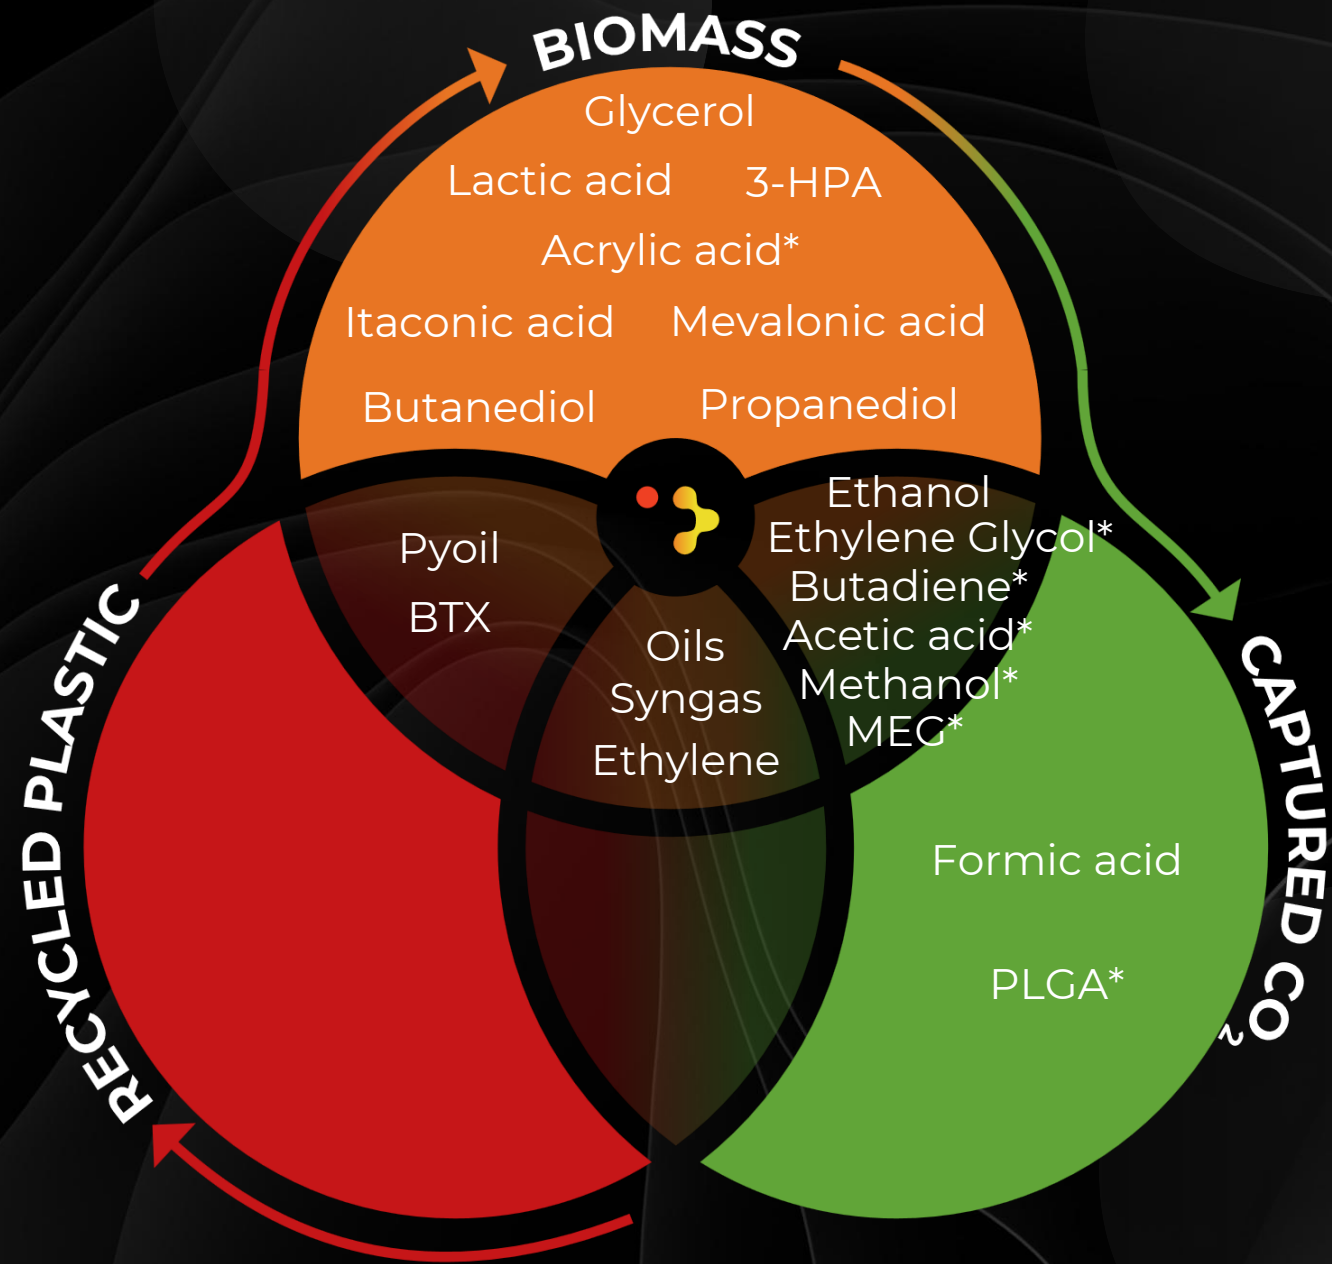 BIOMASS
Glycerol
Lactic acid 3-HPA
Acrylic acid*
Itaconic acid Mevalonic acid
Butanediol Propanediol
Pyoil
BTX
Ethanol
Ethylene Glycol*
Butadiene*
Acetic acid*
Methanol*
MEG*
Oils
Syngas
Ethylene
RECYCLED PLASTIC
CAPTURED CO₂
Formic acid
PLGA*